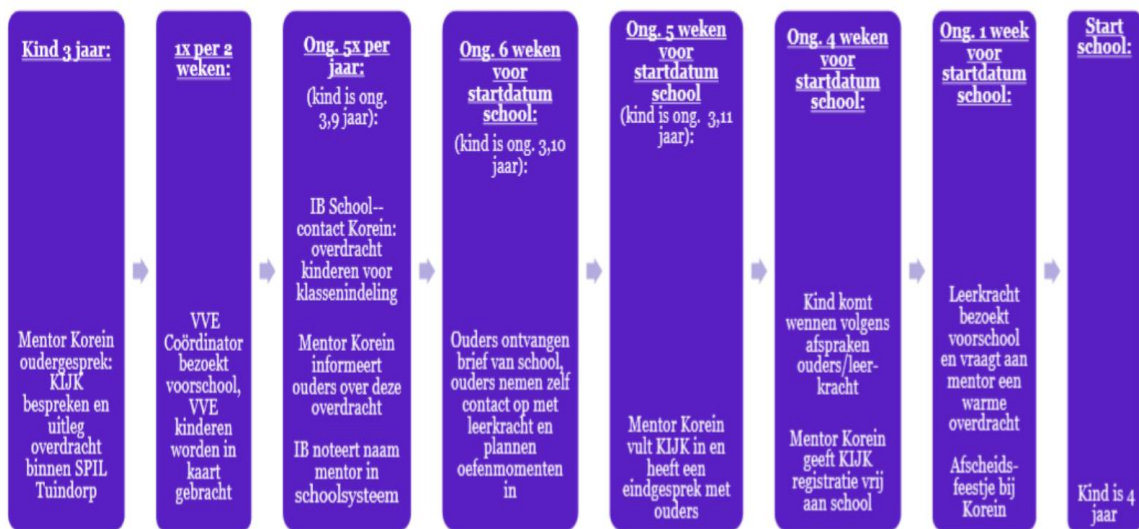 Kind 3 jaar:
Mentor Korein
oudergesprek:
KIJK
bespreken en
uitleg
overdracht
binnen SPIL
Tuindorp
1x per 2
weken:
VVE
Coördinator
bezoekt
voorschool,
VVE
kinderen
worden in
kaart
gebracht
Ong. 5x per
jaar:
(kind is ong.
3,9 jaar):
IB School--
contact Korein:
overdracht
kinderen voor
klassenindeling
Mentor Korein
informeert
ouders over deze
overdracht
IB noteert naam
mentor in
schoolsysteem
Ong. 6 weken
voor
startdatum
school:
(kind is ong. 3,10
jaar):
Ouders ontvangen
brief van school,
ouders nemen zelf
contact op met
leerkracht en
plannen
oefenmomenten
in
Ong. 5 weken
voor
startdatum
school
(kind is ong. 3,11
jaar):
Mentor Korein
vult KIJK in en
heeft een
eindgesprek met
ouders
Ong. 4 weken
voor
startdatum
school:
Kind komt
wennen volgens
afspraken
ouders/leer-
kracht
Mentor Korein
geeft KIJK
registratie vrij
aan school
Ong. 1 week
voor
startdatum
school:
Leerkracht
bezoekt
voorschool
en vraagt aan
mentor een
warme
overdracht
Afscheids-
feestje bij
Korein
Start
school:
Kind is 4
jaar